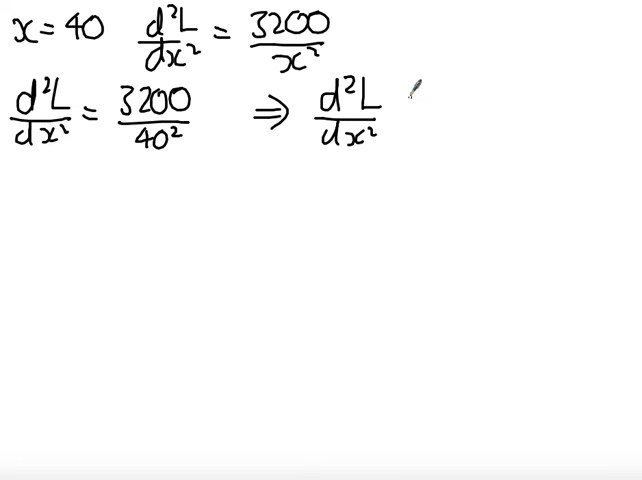 x = 40 d²L/dx² = 3200/x²
d²L/dx² = 3200/40² ⇒ d²L/dx²